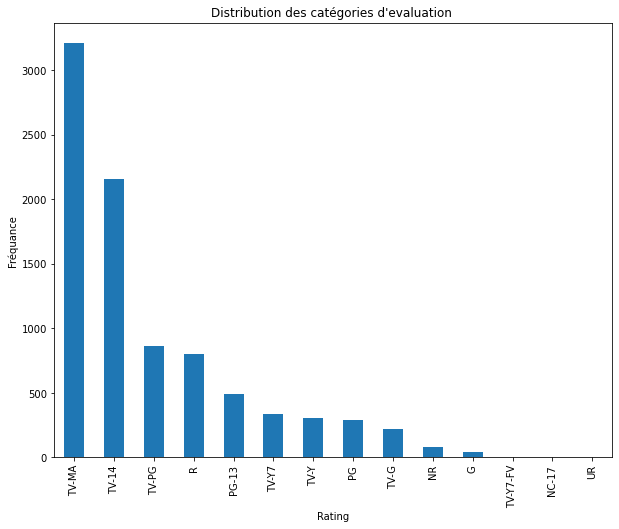 Distribution des catégories d'evaluation
3000
2500
2000
1500
1000
500
0
Fréquance
TV-MA
TV-14
TV-PG
R
PG-13
TV-Y7
TV-Y
PG
TV-G
NR
G
TV-Y7-FV
NC-17
UR
Rating